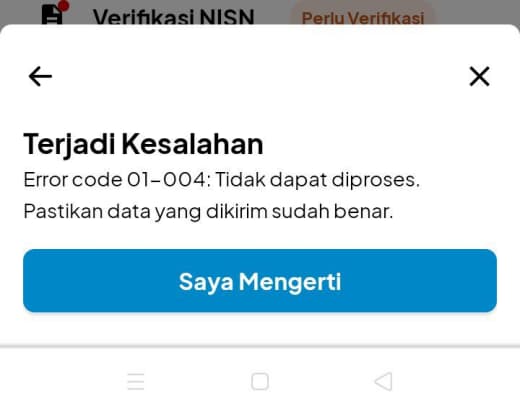 Verifikasi NISN
Perlu Verifikasi
Terjadi Kesalahan
Error code 01-004: Tidak dapat diproses.
Pastikan data yang dikirim sudah benar.
Saya Mengerti